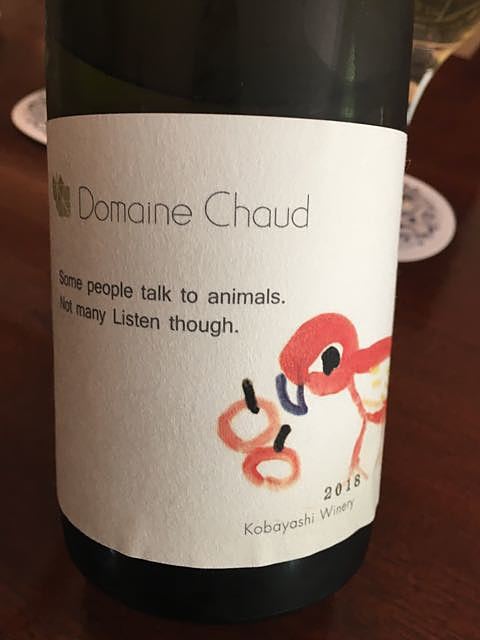 Domaine Chaud
Some people talk to animals.
Not many Listen though.
2018
Kobayashi Winery